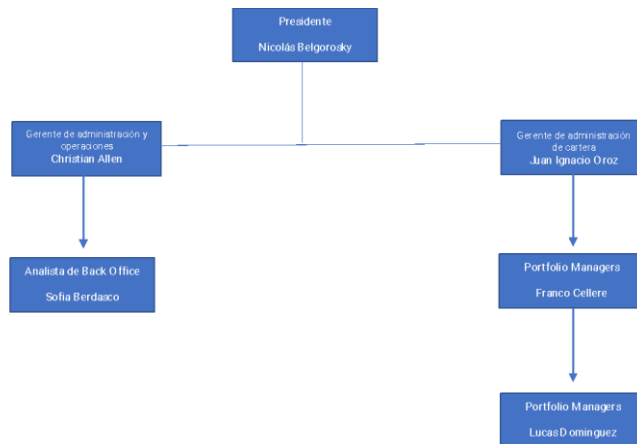 Presidente
Nicolás Belgorosky
Gerente de administración y
operaciones
Christian Allen
Gerente de administración
de cartera
Juan Ignacio Oroz
Analista de Back Office
Sofia Berdasco
Portfolio Managers
Franco Cellere
Portfolio Managers
Lucas Dominguez